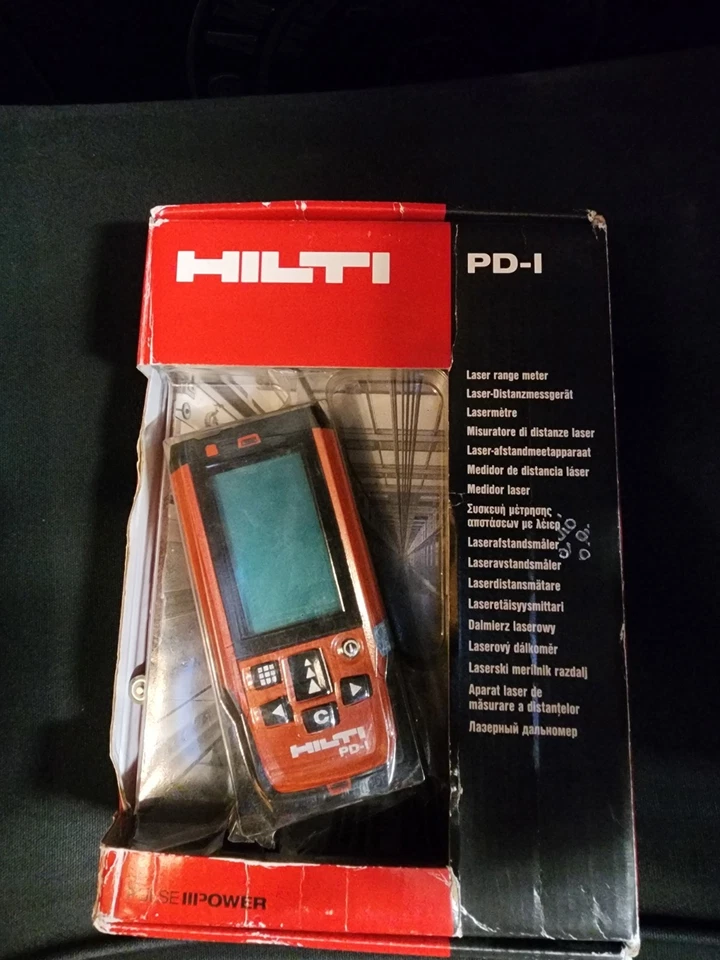 HILTI
PD-I
Laser range meter
Laser-Distanzmessgerät
Lasermètre
Misuratore di distanze laser
Laser-afstandmeetapparaat
Medidor de distancia láser
Medidor laser
Συσκευή μέτρησης
αποστάσεων με λέιερ
Laserafstandsmåler
Laseravstandsmåler
Laserdistansmätare
Laseretäisyysmittari
Dalmierz laserowy
Laserový dálkoměr
Laserski merilnik razdalj
Aparat laser de
măsurare a distanțelor
Лазерный дальномер
C
HILTI
PD-I
POWER